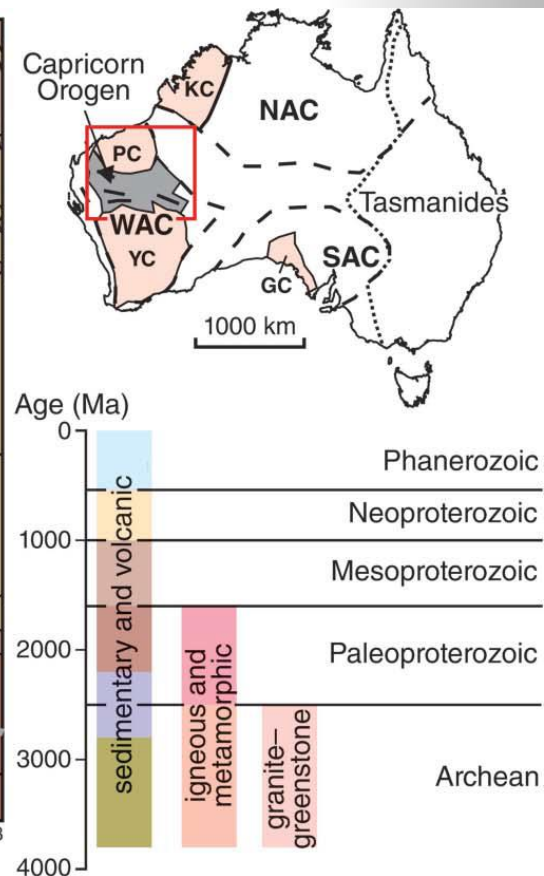 Capricorn
Orogen
KC
NAC
PC
WAC
Tasmanides
YC
SAC
GC
1000 km
Age (Ma)
0
1000
2000
3000
4000
sedimentary and volcanic
igneous and
metamorphic
granite–
greenstone
Phanerozoic
Neoproterozoic
Mesoproterozoic
Paleoproterozoic
Archean